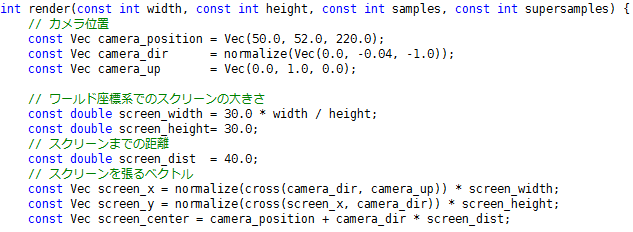 int render(const int width, const int height, const int samples, const int supersamples) {
    // カメラ位置
    const Vec camera_position = Vec(50.0, 52.0, 220.0);
    const Vec camera_dir      = normalize(Vec(0.0, -0.04, -1.0));
    const Vec camera_up       = Vec(0.0, 1.0, 0.0);

    // ワールド座標系でのスクリーンの大きさ
    const double screen_width = 30.0 * width / height;
    const double screen_height= 30.0;
    // スクリーンまでの距離
    const double screen_dist  = 40.0;
    // スクリーンを張るベクトル
    const Vec screen_x = normalize(cross(camera_dir, camera_up)) * screen_width;
    const Vec screen_y = normalize(cross(screen_x, camera_dir)) * screen_height;
    const Vec screen_center = camera_position + camera_dir * screen_dist;